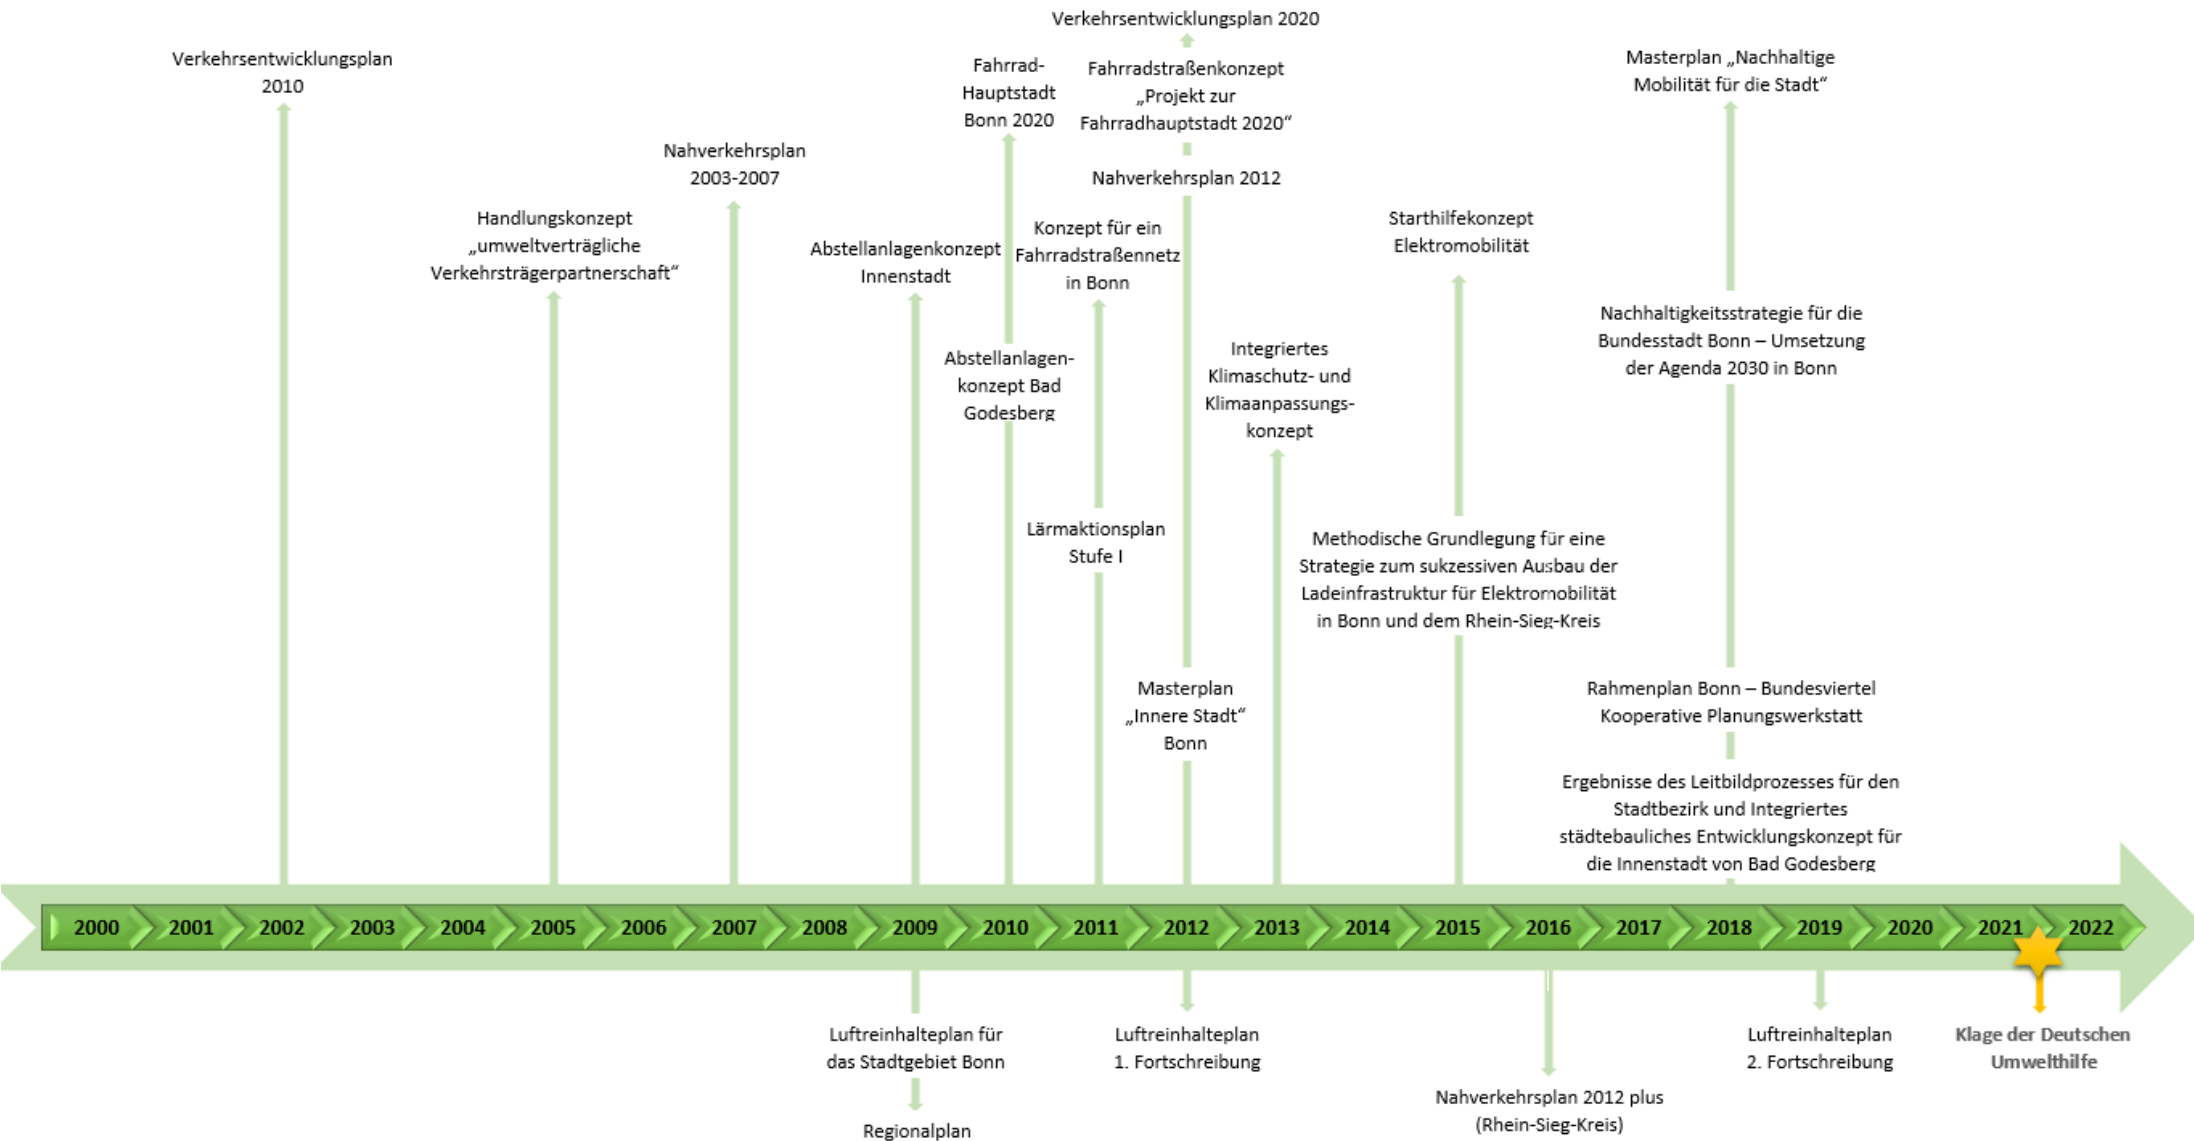 Verkehrsentwicklungsplan
2010
Handlungskonzept
„umweltverträgliche
Verkehrsträgerpartnerschaft“
Nahverkehrsplan
2003-2007
Abstellanlagenkonzept
Innenstadt
Fahrrad-
Hauptstadt
Bonn 2020
Abstellanlagen-
konzept Bad
Godesberg
Konzept für ein
Fahrradstraßennetz
in Bonn
Lärmaktionsplan
Stufe I
Verkehrsentwicklungsplan 2020
Fahrradstraßenkonzept
„Projekt zur
Fahrradhauptstadt 2020“
Nahverkehrsplan 2012
Masterplan
„Innere Stadt“
Bonn
Integriertes
Klimaschutz- und
Klimaanpassungs-
konzept
Starthilfekonzept
Elektromobilität
Methodische Grundlegung für eine
Strategie zum sukzessiven Ausbau der
Ladeinfrastruktur für Elektromobilität
in Bonn und dem Rhein-Sieg-Kreis
Masterplan „Nachhaltige
Mobilität für die Stadt“
Nachhaltigkeitsstrategie für die
Bundesstadt Bonn – Umsetzung
der Agenda 2030 in Bonn
Rahmenplan Bonn – Bundesviertel
Kooperative Planungswerkstatt
Ergebnisse des Leitbildprozesses für den
Stadtbezirk und Integriertes
städtebauliches Entwicklungskonzept für
die Innenstadt von Bad Godesberg
2000 2001 2002 2003 2004 2005 2006 2007 2008 2009 2010 2011 2012 2013 2014 2015 2016 2017 2018 2019 2020 2021 2022
Luftreinhalteplan für
das Stadtgebiet Bonn
Regionalplan
Luftreinhalteplan
1. Fortschreibung
Nahverkehrsplan 2012 plus
(Rhein-Sieg-Kreis)
Luftreinhalteplan
2. Fortschreibung
Klage der Deutschen
Umwelthilfe